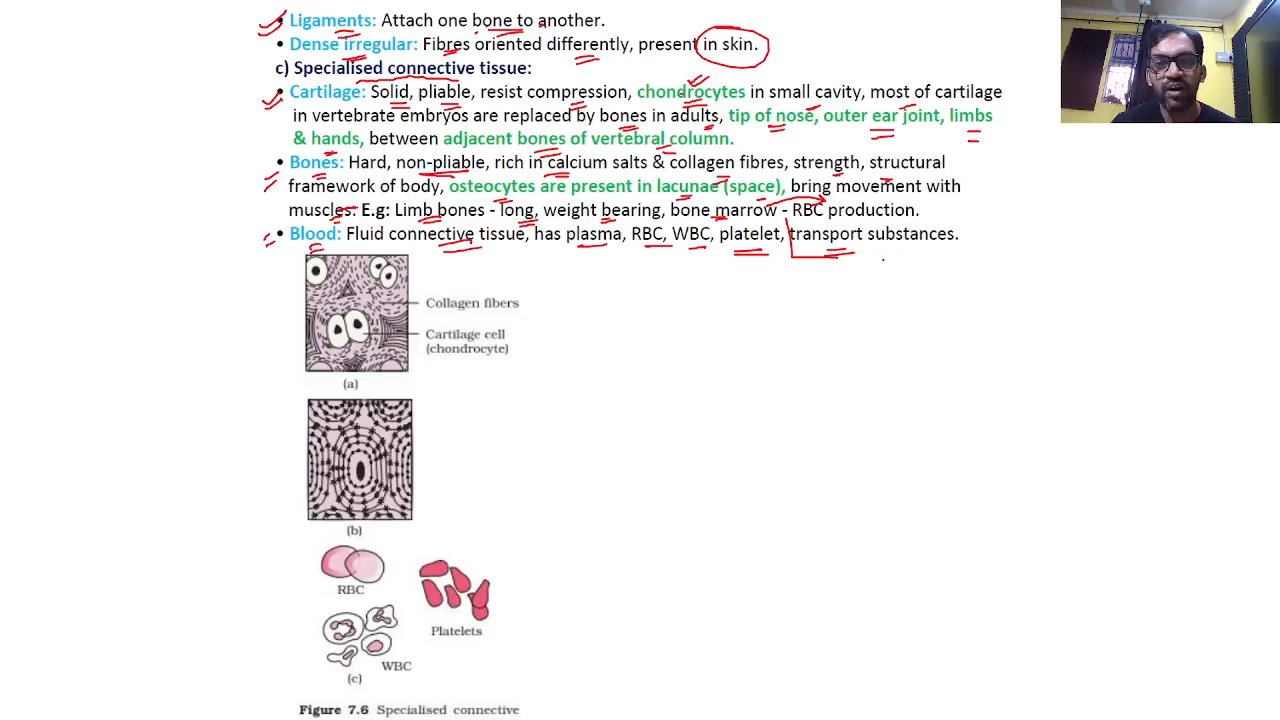 • Ligaments: Attach one bone to another.
• Dense irregular: Fibres oriented differently, present in skin.
c) Specialised connective tissue:
• Cartilage: Solid, pliable, resist compression, chondrocytes in small cavity, most of cartilage
in vertebrate embryos are replaced by bones in adults, tip of nose, outer ear joint, limbs
& hands, between adjacent bones of vertebral column.
• Bones: Hard, non-pliable, rich in calcium salts & collagen fibres, strength, structural
framework of body, osteocytes are present in lacunae (space), bring movement with
muscles. E.g: Limb bones - long, weight bearing, bone marrow - RBC production.
• Blood: Fluid connective tissue, has plasma, RBC, WBC, platelet, transport substances.
Collagen fibers
Cartilage cell
(chondrocyte)
(a)
(b)
RBC
Platelets
WBC
(c)
Figure 7.6 Specialised connective